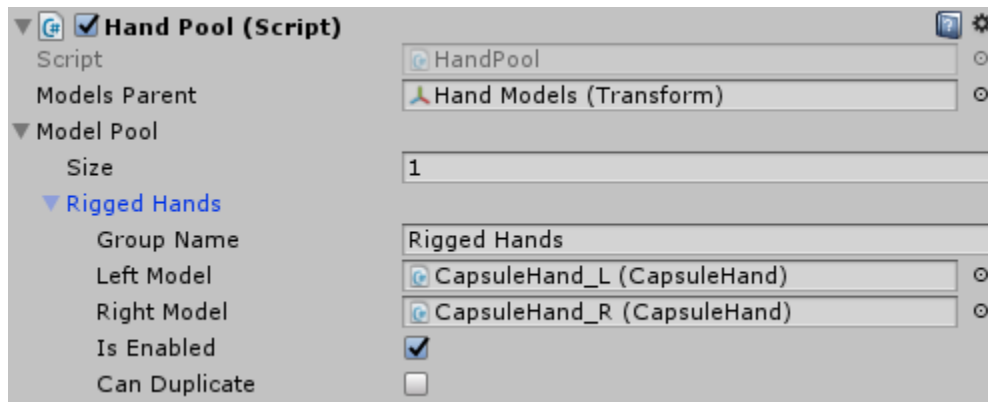 Hand Pool (Script)
Script HandPool
Models Parent Hand Models (Transform)
Model Pool
Size 1
Rigged Hands
Group Name Rigged Hands
Left Model CapsuleHand_L (CapsuleHand)
Right Model CapsuleHand_R (CapsuleHand)
Is Enabled
Can Duplicate